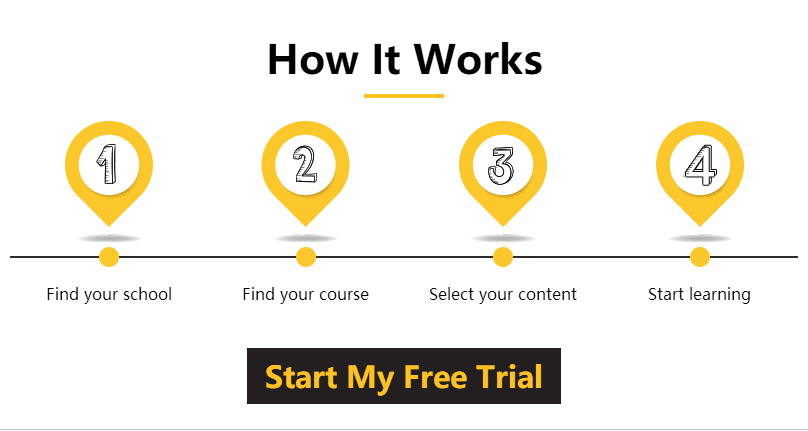 How It Works
1 2 3 4
Find your school Find your course Select your content Start learning
Start My Free Trial